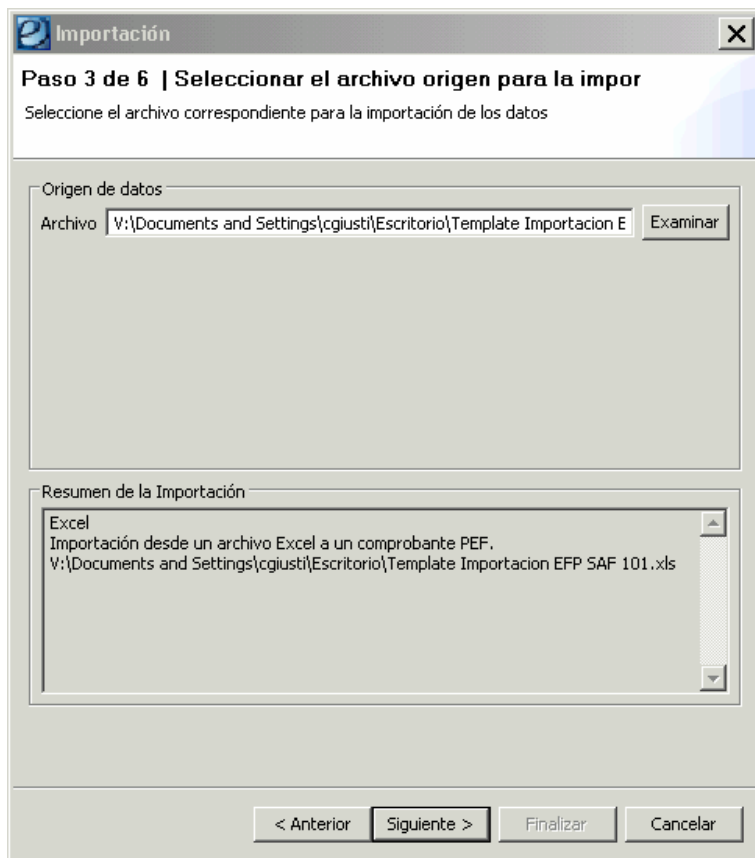 Importación
Paso 3 de 6 | Seleccionar el archivo origen para la impor
Seleccione el archivo correspondiente para la importación de los datos
Origen de datos
Archivo V:\Documents and Settings\cgiusti\Escritorio\Template Importacion E Examinar
Resumen de la Importación
Excel
Importación desde un archivo Excel a un comprobante PEF.
V:\Documents and Settings\cgiusti\Escritorio\Template Importacion EFP SAF 101.xls
< Anterior Siguiente > Finalizar Cancelar